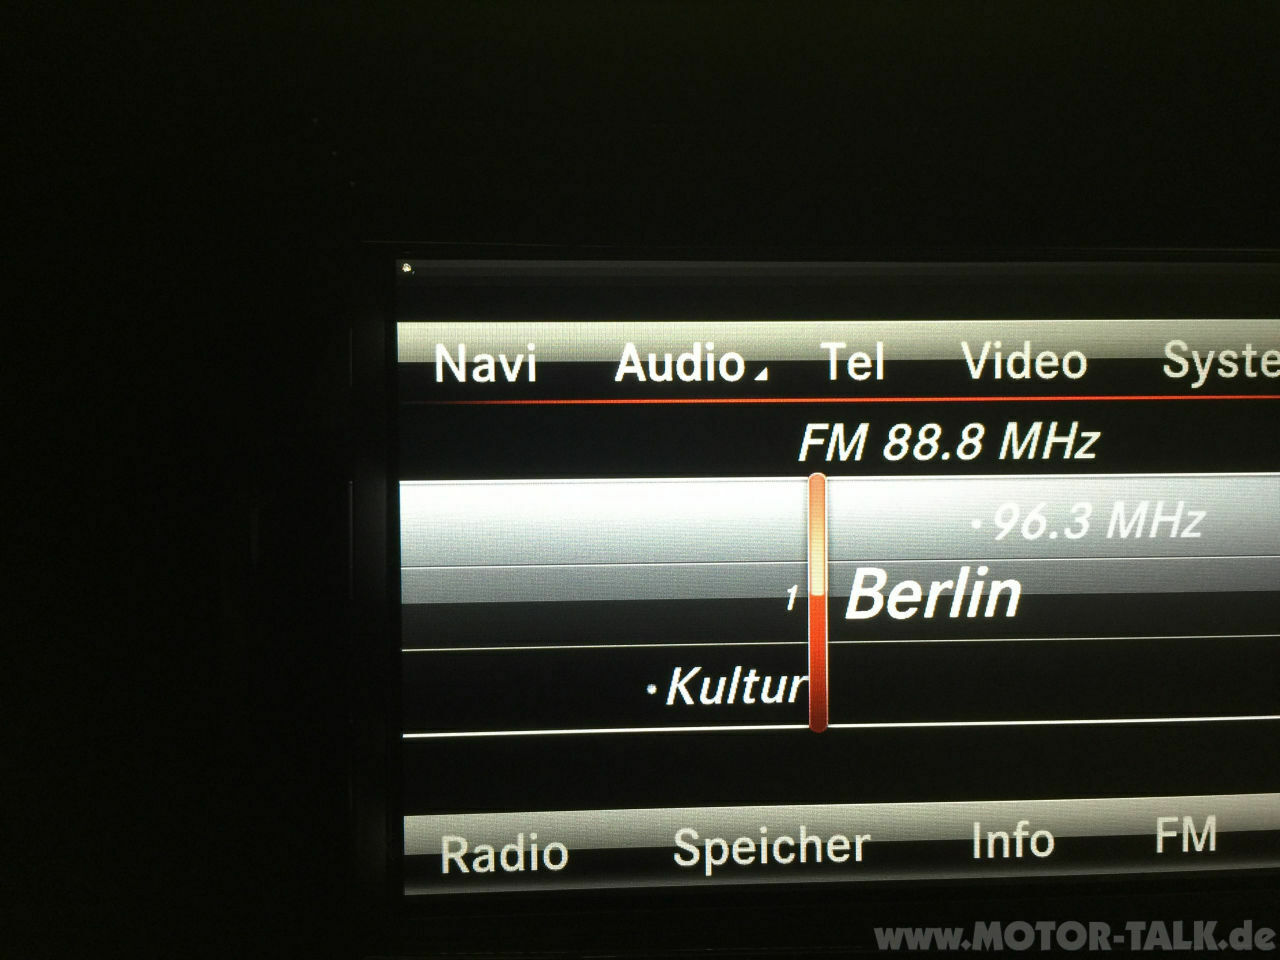 Navi Audio Tel Video Syste
FM 88.8 MHz
·96.3 MHz
1 Berlin
·Kultur
Radio Speicher Info FM
www.MOTOR-TALK.de